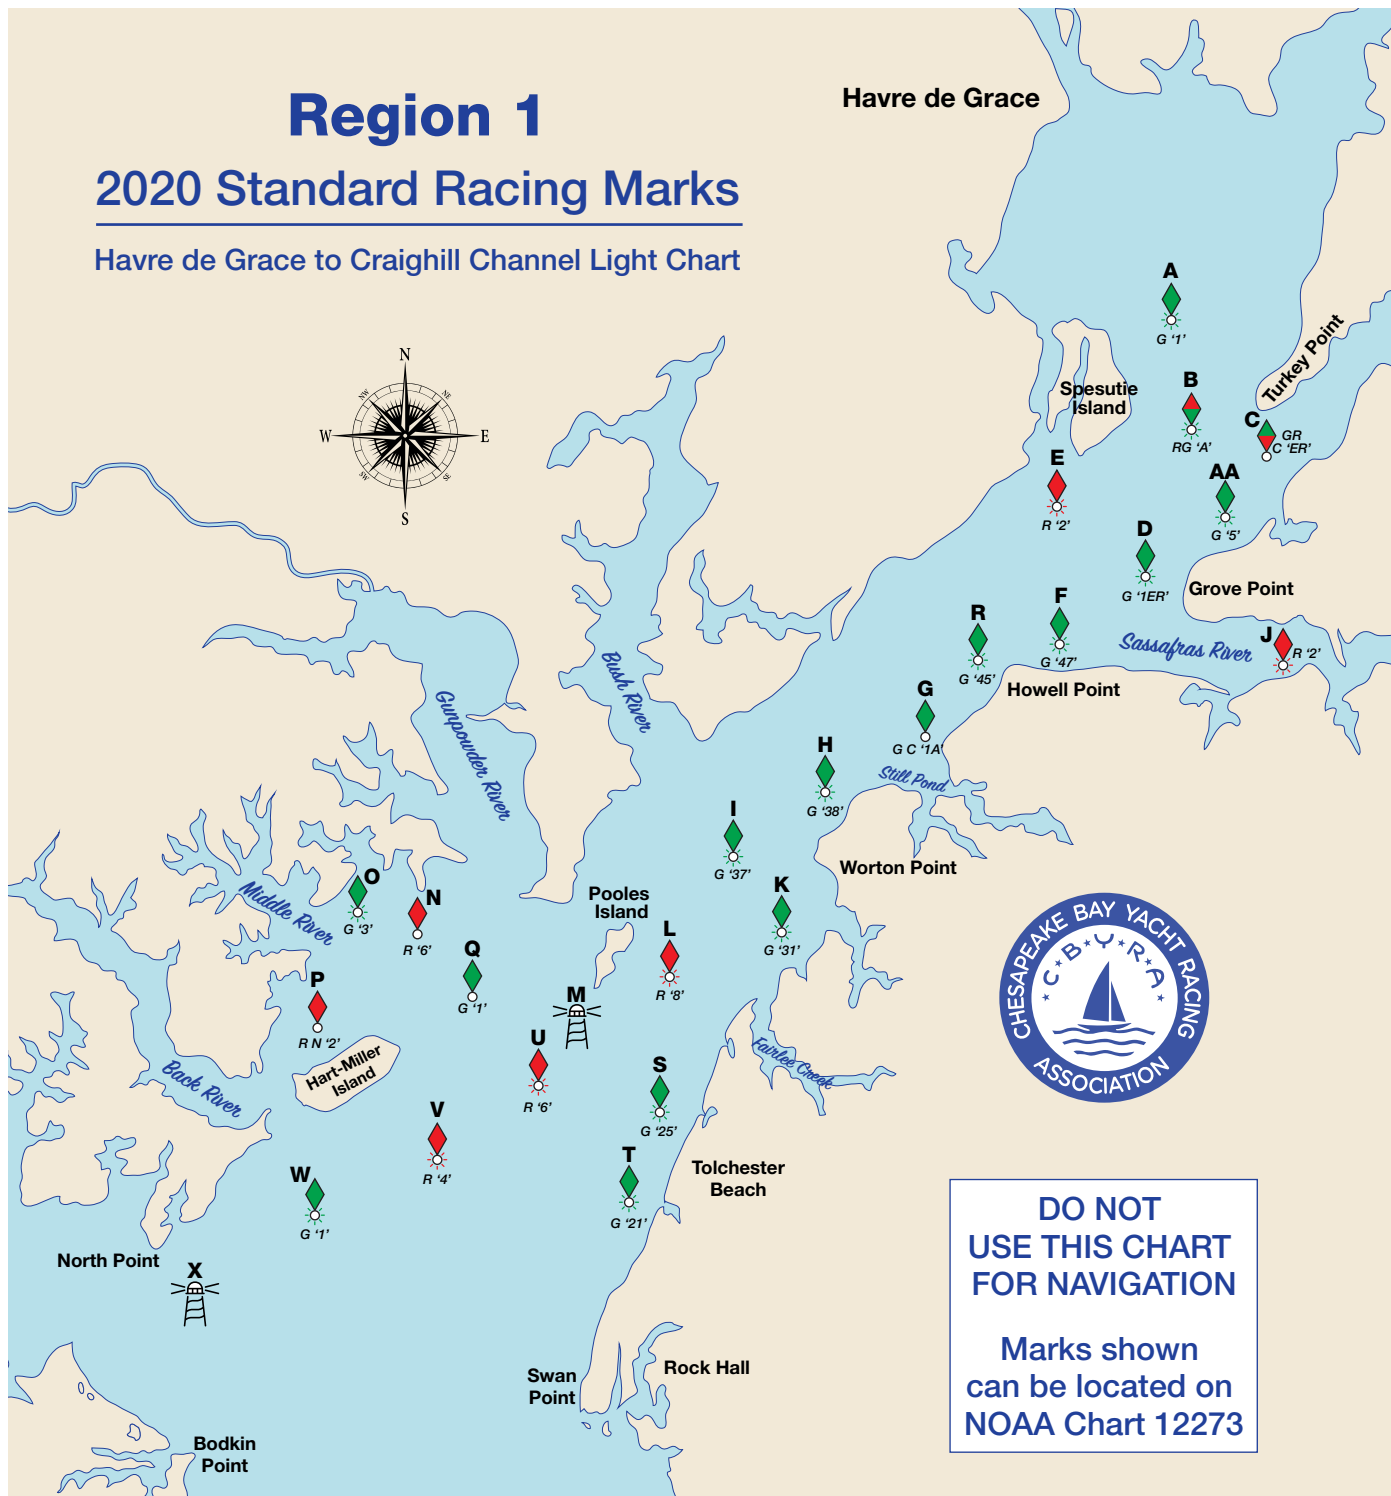 Region 1
2020 Standard Racing Marks
Havre de Grace to Craighill Channel Light Chart
Havre de Grace
N
NW
NE
W
E
SW
SE
S
A
G ‘1’
Turkey Point
Spesutie
Island
B
RG ‘A’
C
GR
C ‘ER’
E
R ‘2’
AA
G ‘5’
D
G ‘1ER’
Grove Point
F
G ‘47’
R
G ‘45’
Sassafras River
J
R ‘2’
Howell Point
G
G C ‘1A’
Bush River
Gunpowder River
H
G ‘38’
Still Pond
I
G ‘37’
Worton Point
K
G ‘31’
Pooles
Island
L
R ‘8’
O
G ‘3’
N
R ‘6’
Middle River
Q
G ‘1’
P
R N ‘2’
M
U
R ‘6’
Hart-Miller
Island
Back River
Fairlee Creek
S
G ‘25’
V
R ‘4’
T
G ‘21’
Tolchester
Beach
W
G ‘1’
North Point
X
Swan
Point
Rock Hall
Bodkin
Point
CHESAPEAKE BAY YACHT RACING
C★B★Y★R★A
ASSOCIATION
DO NOT
USE THIS CHART
FOR NAVIGATION
Marks shown
can be located on
NOAA Chart 12273